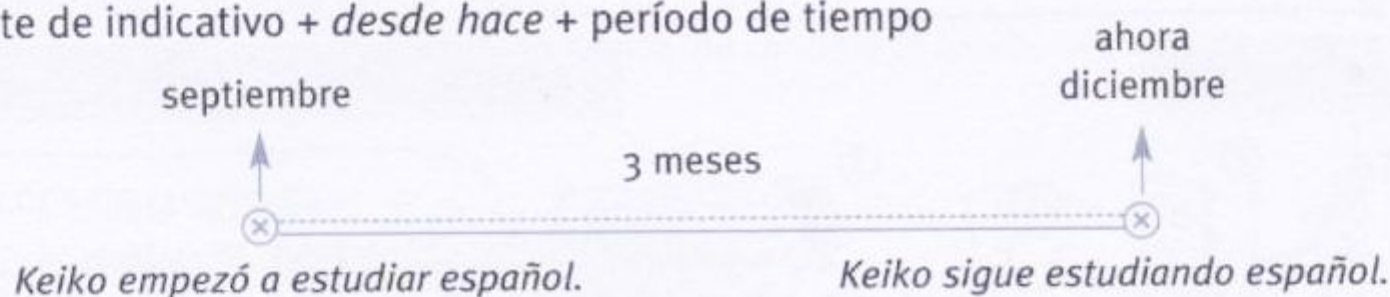 te de indicativo + desde hace + período de tiempo
ahora
septiembre
diciembre
3 meses
Keiko empezó a estudiar español.
Keiko sigue estudiando español.